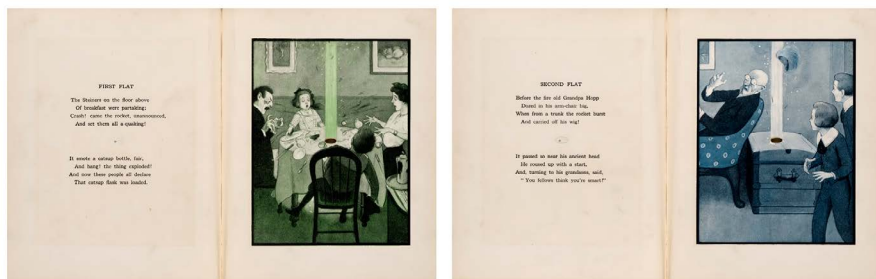 FIRST FLAT
The Steiners on the floor above
Of breakfast were partaking;
Crash! came the rocket, unannounced,
And set them all a-quaking!
It smote a catsup bottle, fair,
And bang! the thing exploded!
And now these people all declare
That catsup flask was loaded.
SECOND FLAT
Before the fire old Grandpa Hopp
Dozed in his arm-chair big,
When from a trunk the rocket burst
And carried off his wig!
It passed so near his ancient head
He roused up with a start,
And, turning to his grandsons, said,
"You fellows think you're smart!"